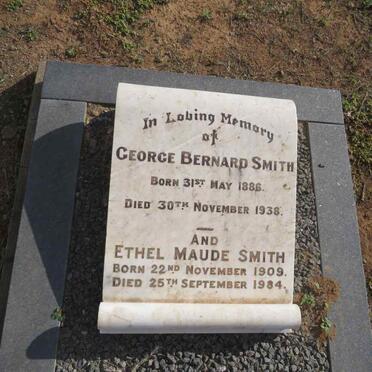 In Loving Memory
of
GEORGE BERNARD SMITH
BORN 31ST MAY 1886.
DIED 30TH NOVEMBER 1938.
AND
ETHEL MAUDE SMITH
BORN 22ND NOVEMBER 1909.
DIED 25TH SEPTEMBER 1984.